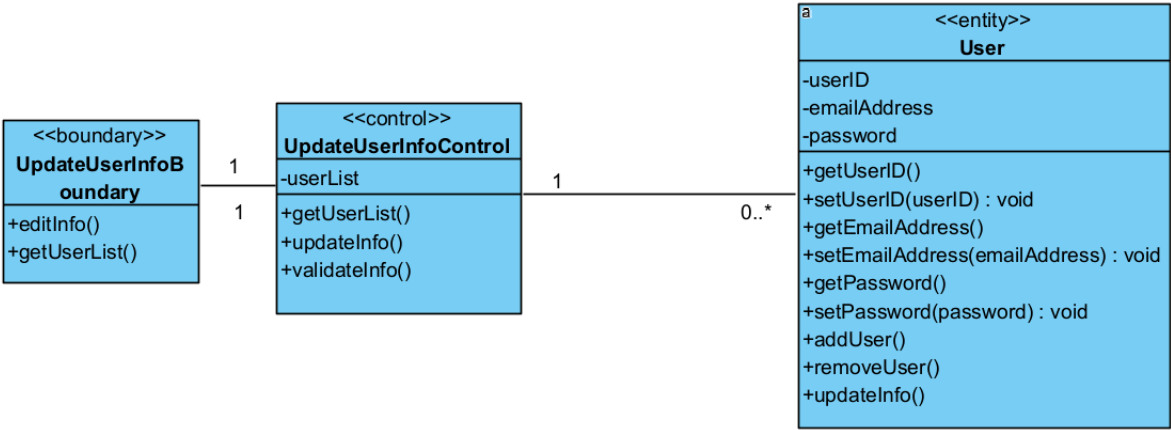 <<boundary>>
UpdateUserInfoB
oundary
+editInfo()
+getUserList()
1
1
<<control>>
UpdateUserInfoControl
-userList
+getUserList()
+updateInfo()
+validateInfo()
1
0..*
a
<<entity>>
User
-userID
-emailAddress
-password
+getUserID()
+setUserID(userID) : void
+getEmailAddress()
+setEmailAddress(emailAddress) : void
+getPassword()
+setPassword(password) : void
+addUser()
+removeUser()
+updateInfo()